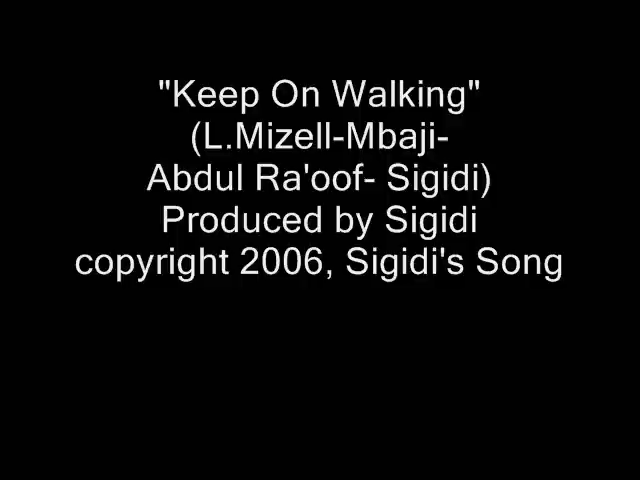 "Keep On Walking"
(L.Mizell-Mbaji-
Abdul Ra'oof- Sigidi)
Produced by Sigidi
copyright 2006, Sigidi's Song